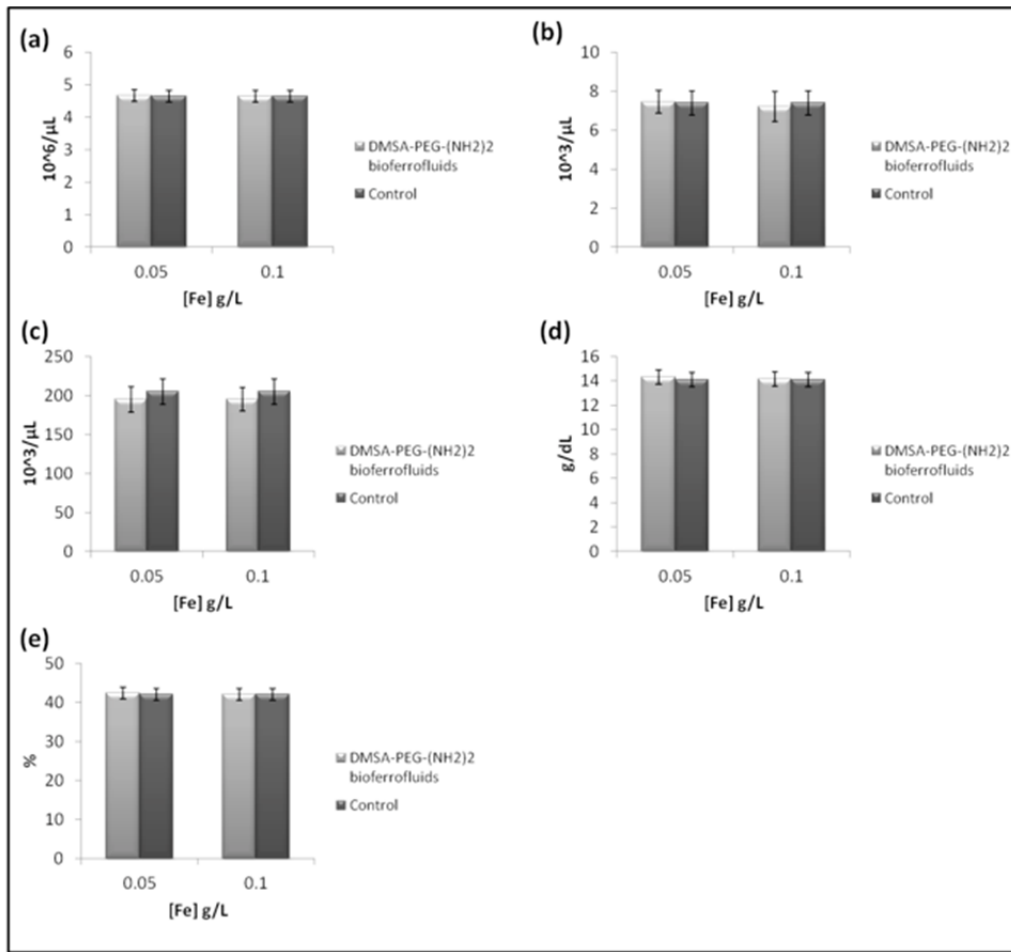 (a)
6
5
4
3
2
1
0
10^6/µL
0.05 0.1
[Fe] g/L
DMSA-PEG-(NH2)2
bioferrofluids
Control
(b)
10
8
6
4
2
0
10^3/µL
0.05 0.1
[Fe] g/L
DMSA-PEG-(NH2)2
bioferrofluids
Control
(c)
250
200
150
100
50
0
10^3/µL
0.05 0.1
[Fe] g/L
DMSA-PEG-(NH2)2
bioferrofluids
Control
(d)
16
14
12
10
8
6
4
2
0
g/dL
0.05 0.1
[Fe] g/L
DMSA-PEG-(NH2)2
bioferrofluids
Control
(e)
50
40
30
20
10
0
%
0.05 0.1
[Fe] g/L
DMSA-PEG-(NH2)2
bioferrofluids
Control